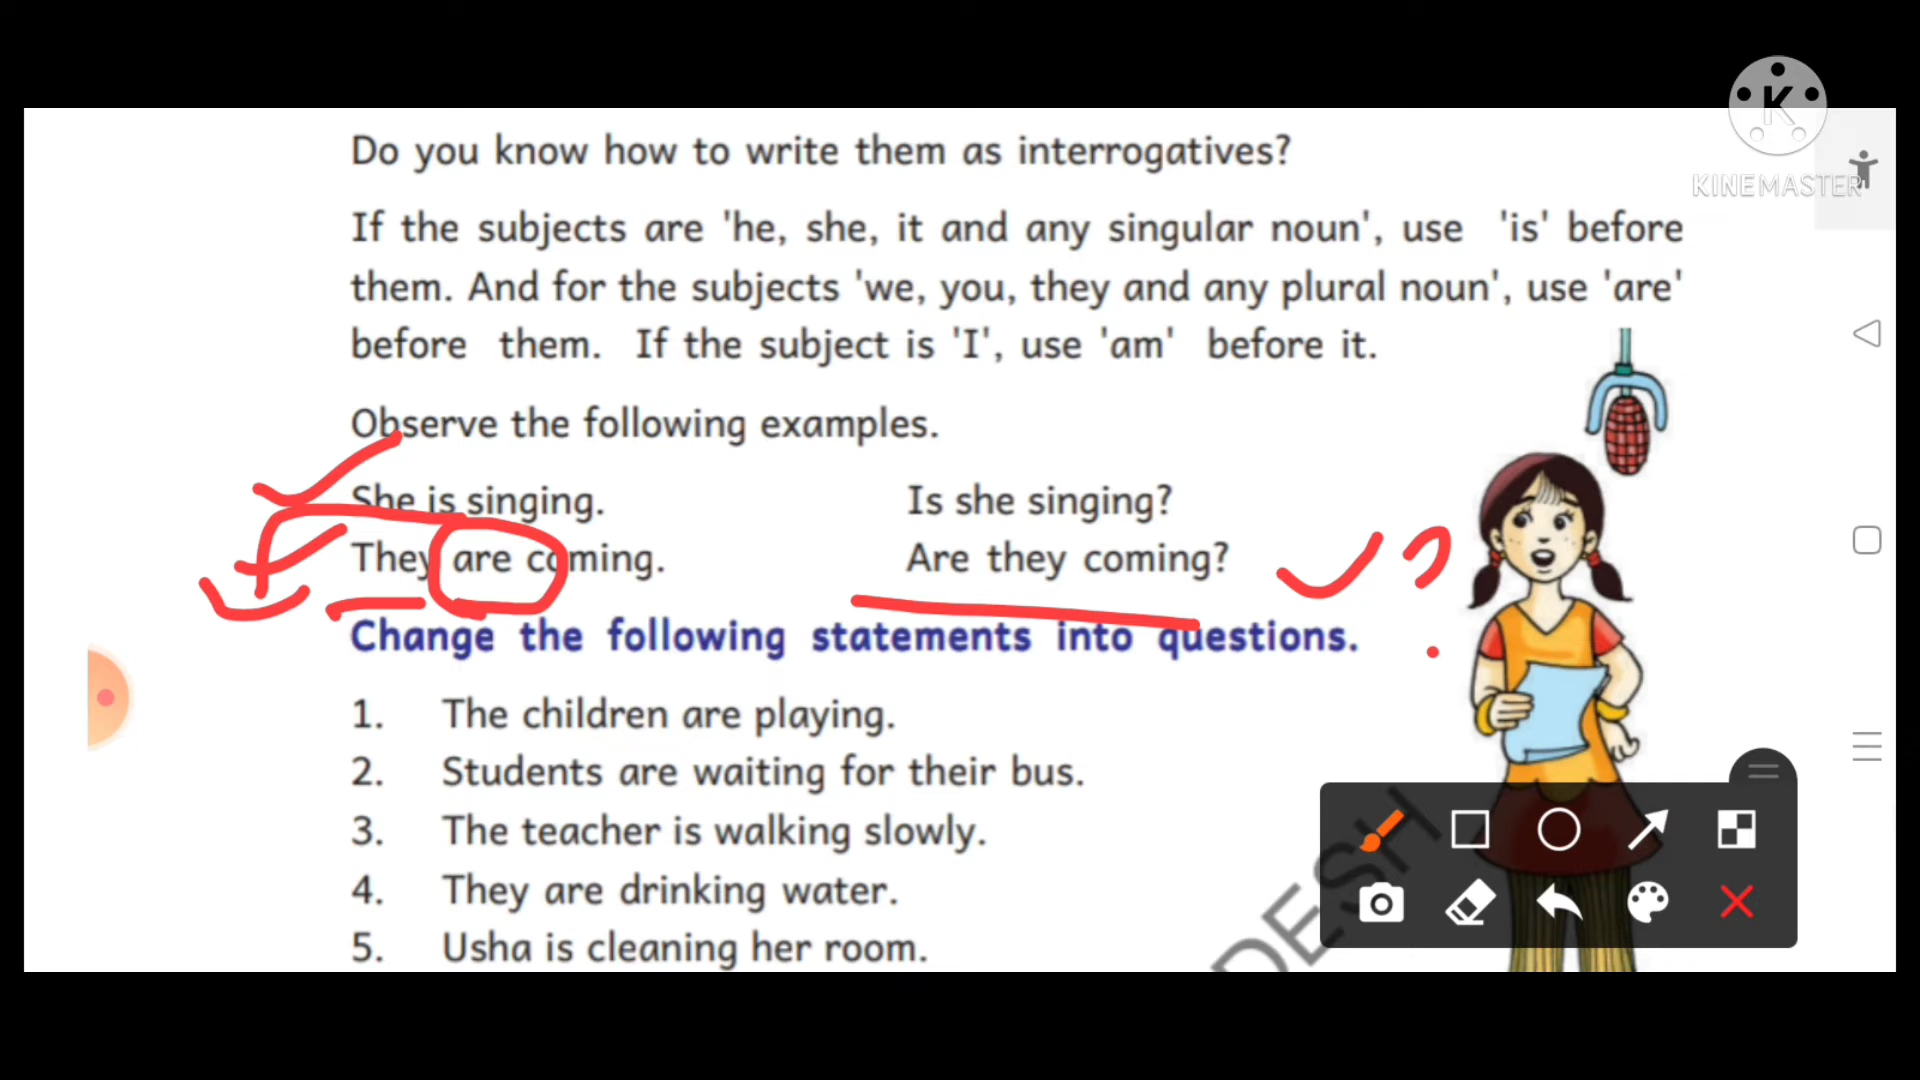 KINEMASTER
Do you know how to write them as interrogatives?
If the subjects are 'he, she, it and any singular noun', use 'is' before
them. And for the subjects 'we, you, they and any plural noun', use 'are'
before them. If the subject is 'I', use 'am' before it.
Observe the following examples.
She is singing. Is she singing?
They are coming. Are they coming?
?
Change the following statements into questions.
1. The children are playing.
2. Students are waiting for their bus.
3. The teacher is walking slowly.
4. They are drinking water.
5. Usha is cleaning her room.
DESH